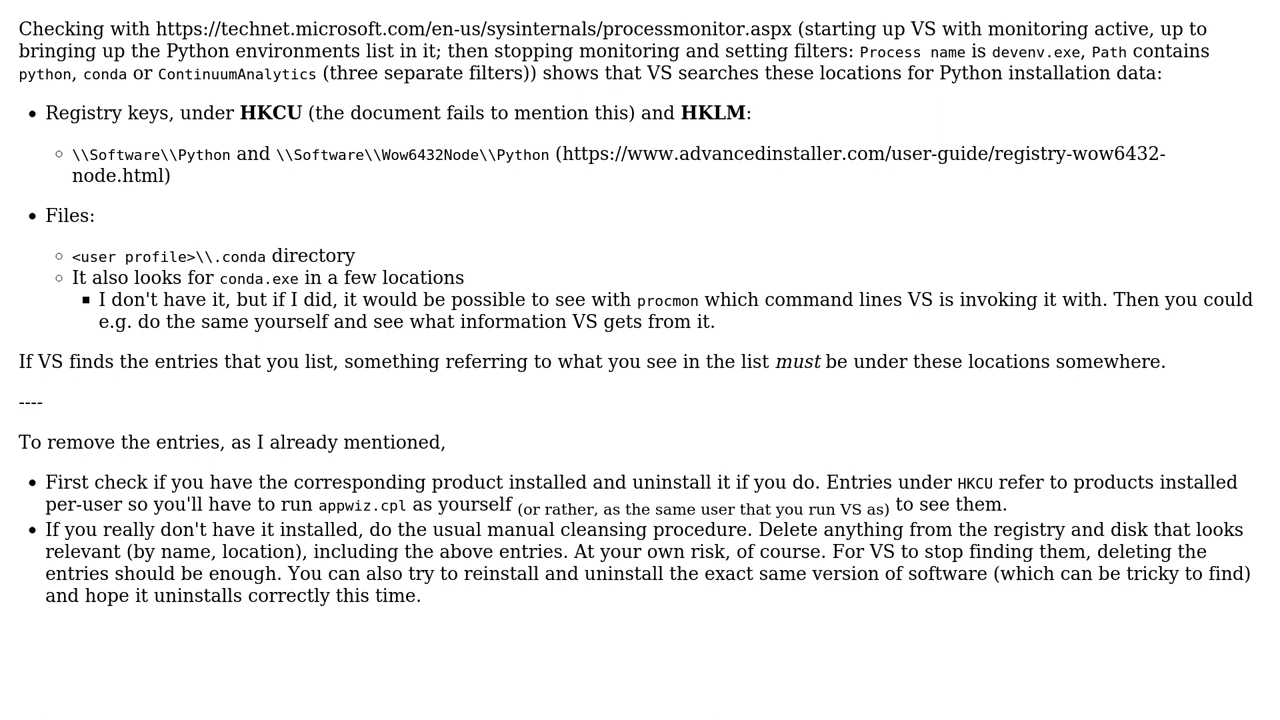 Checking with https://technet.microsoft.com/en-us/sysinternals/processmonitor.aspx (starting up VS with monitoring active, up to
bringing up the Python environments list in it; then stopping monitoring and setting filters: Process name is devenv.exe, Path contains
python, conda or ContinuumAnalytics (three separate filters)) shows that VS searches these locations for Python installation data:
• Registry keys, under HKCU (the document fails to mention this) and HKLM:
◦ \\Software\\Python and \\Software\\Wow6432Node\\Python (https://www.advancedinstaller.com/user-guide/registry-wow6432-
node.html)
• Files:
◦ <user profile>\\.conda directory
◦ It also looks for conda.exe in a few locations
▪ I don't have it, but if I did, it would be possible to see with procmon which command lines VS is invoking it with. Then you could
e.g. do the same yourself and see what information VS gets from it.
If VS finds the entries that you list, something referring to what you see in the list must be under these locations somewhere.
----
To remove the entries, as I already mentioned,
• First check if you have the corresponding product installed and uninstall it if you do. Entries under HKCU refer to products installed
per-user so you'll have to run appwiz.cpl as yourself (or rather, as the same user that you run VS as) to see them.
• If you really don't have it installed, do the usual manual cleansing procedure. Delete anything from the registry and disk that looks
relevant (by name, location), including the above entries. At your own risk, of course. For VS to stop finding them, deleting the
entries should be enough. You can also try to reinstall and uninstall the exact same version of software (which can be tricky to find)
and hope it uninstalls correctly this time.